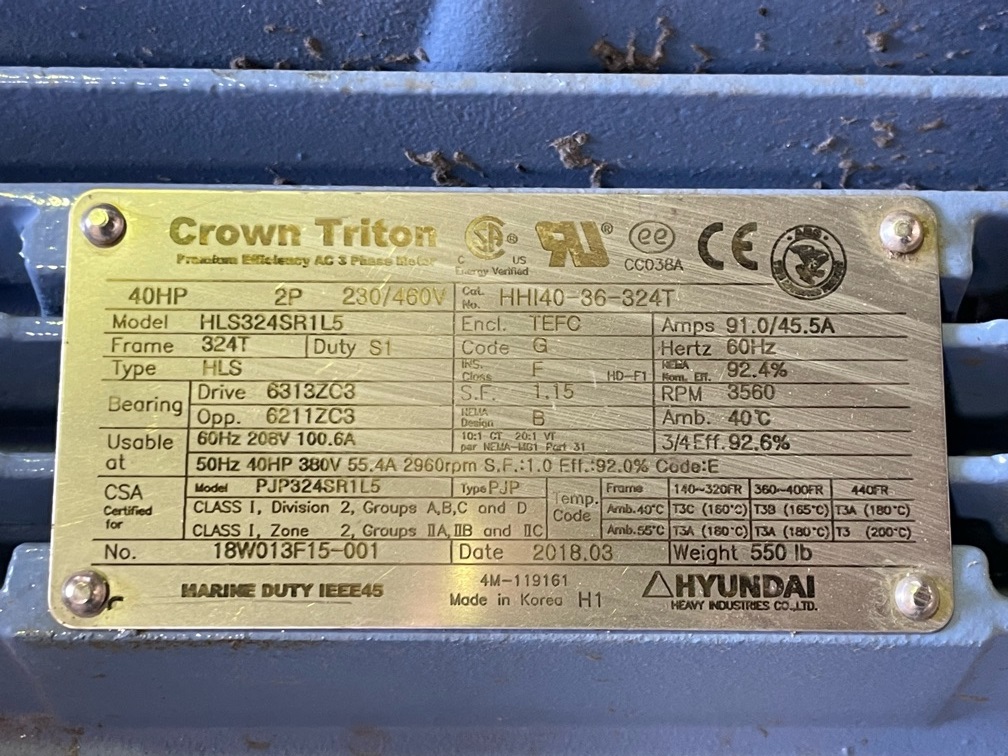 Crown Triton
Premium Efficiency AC 3 Phase Motor
SA ®
C US
Energy Verified
RU ®
ee
CC038A
CE
ABS
40HP 2P 230/460V Cat. No. HHI40-36-324T
Model HLS324SR1L5 Encl. TEFC Amps 91.0/45.5A
Frame 324T Duty S1 Code G Hertz 60Hz
Type HLS INS. Class F HD-F1 NEMA Nom. Eff. 92.4%
Bearing Drive 6313ZC3 S.F. 1.15 RPM 3560
Opp. 6211ZC3 NEMA Design B Amb. 40°C
Usable at 60Hz 208V 100.6A 10:1 CT 20:1 VT per NEMA-MG1 Part 31 3/4Eff. 92.6%
50Hz 40HP 380V 55.4A 2960rpm S.F.:1.0 Eff.:92.0% Code:E
CSA Certified for Model PJP324SR1L5 Type PJP Temp. Code Frame 140~320FR 360~400FR 440FR
CLASS I, Division 2, Groups A,B,C and D Amb.40°C T3C (160°C) T3B (165°C) T3A (180°C)
CLASS I, Zone 2, Groups IIA,IIB and IIC Amb.55°C T3A (180°C) T3A (180°C) T3 (200°C)
No. 18W013F15-001 Date 2018.03 Weight 550 lb
MARINE DUTY IEEE45
4M-119161
Made in Korea H1
HYUNDAI
HEAVY INDUSTRIES CO.,LTD.